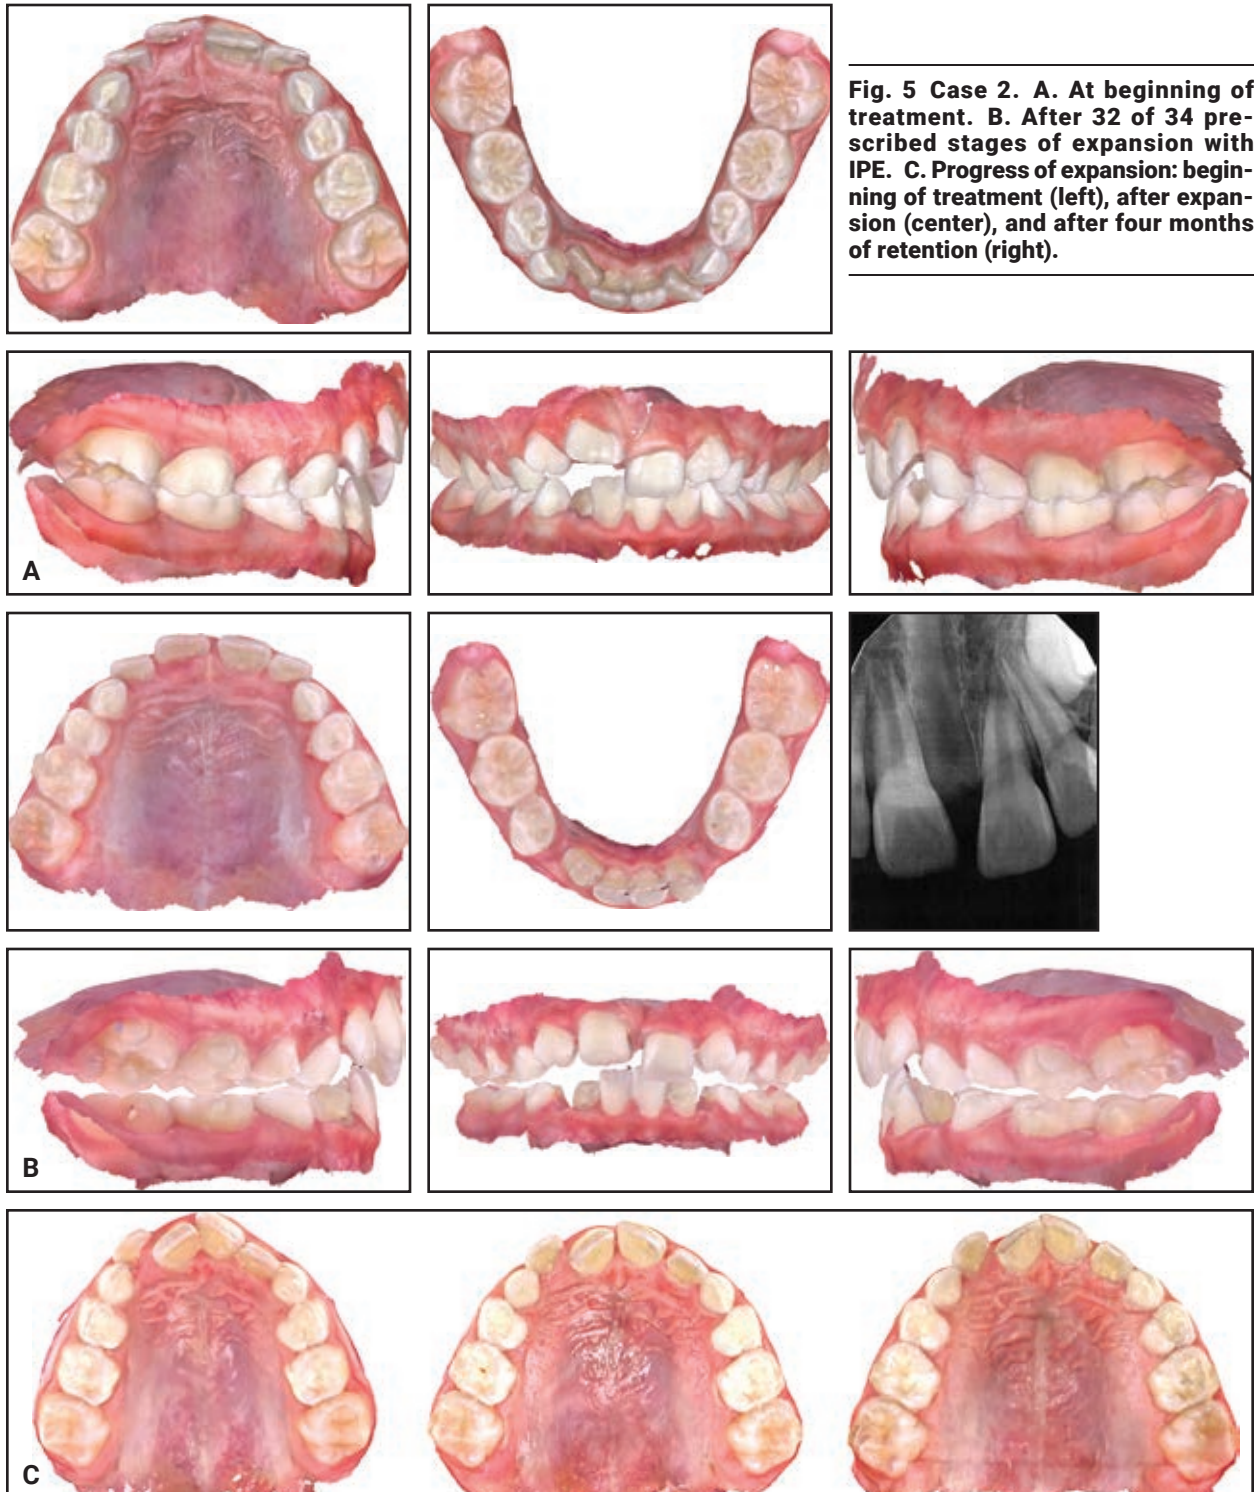 Fig. 5 Case 2. A. At beginning of
treatment. B. After 32 of 34 pre-
scribed stages of expansion with
IPE. C. Progress of expansion: begin-
ning of treatment (left), after expan-
sion (center), and after four months
of retention (right).
A
B
C